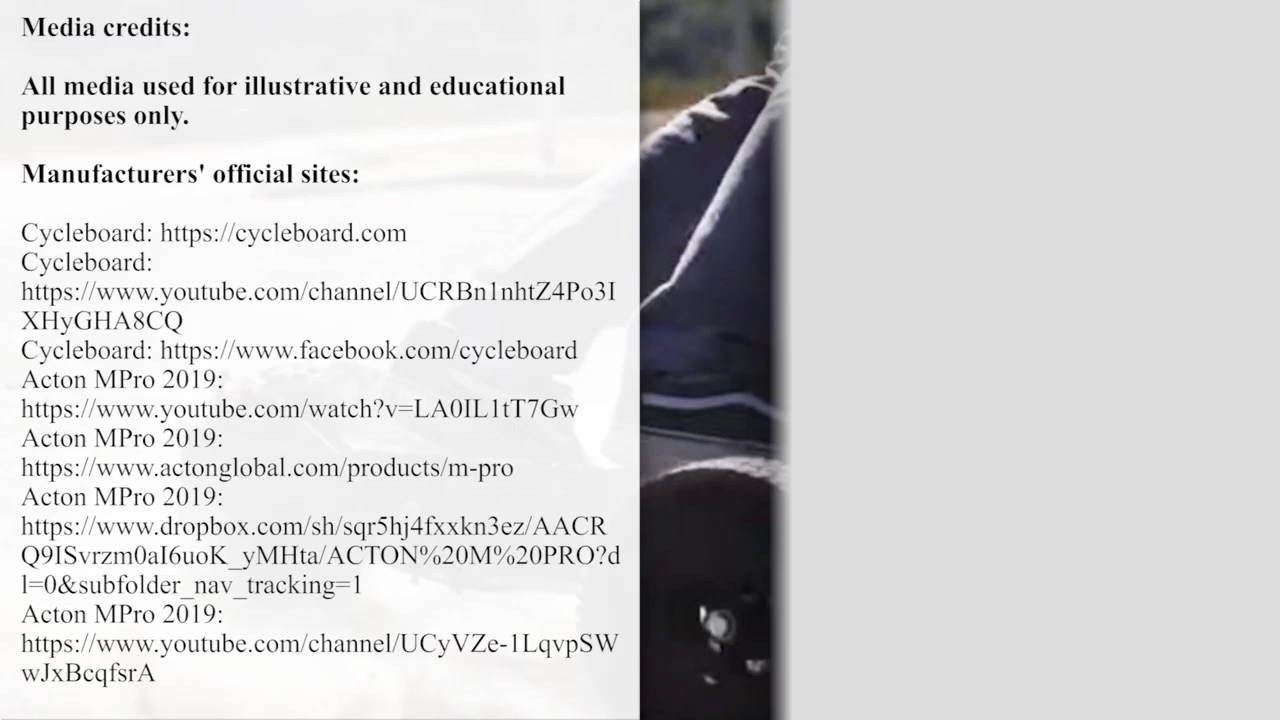 Media credits:
All media used for illustrative and educational
purposes only.
Manufacturers' official sites:
Cycleboard: https://cycleboard.com
Cycleboard:
https://www.youtube.com/channel/UCRBn1nhtZ4Po3I
XHyGHA8CQ
Cycleboard: https://www.facebook.com/cycleboard
Acton MPro 2019:
https://www.youtube.com/watch?v=LA0IL1tT7Gw
Acton MPro 2019:
https://www.actonglobal.com/products/m-pro
Acton MPro 2019:
https://www.dropbox.com/sh/sqr5hj4fxxkn3ez/AACR
Q9ISvrzm0aI6uoK_yMHta/ACTON%20M%20PRO?d
l=0&subfolder_nav_tracking=1
Acton MPro 2019:
https://www.youtube.com/channel/UCyVZe-1LqvpSW
wJxBcqfsrA